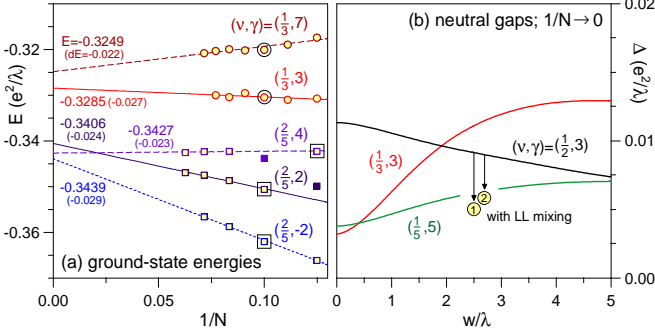 E=-0.3249
(dE=-0.022)
(ν,γ)=(1/3,7)
(1/3,3)
-0.3285 (-0.027)
-0.3406
(-0.024)
-0.3427
(-0.023)
(2/5,4)
(2/5,2)
-0.3439
(-0.029)
(2/5,-2)
(a) ground-state energies
E (e²/λ)
-0.32
-0.34
-0.36
0.00
0.05
0.10
1/N
(b) neutral gaps; 1/N→0
(1/3,3)
(ν,γ)=(1/2,3)
(1/5,5)
1
2
with LL mixing
0
1
2
3
4
5
w/λ
0.02
0.01
0.00
Δ (e²/λ)